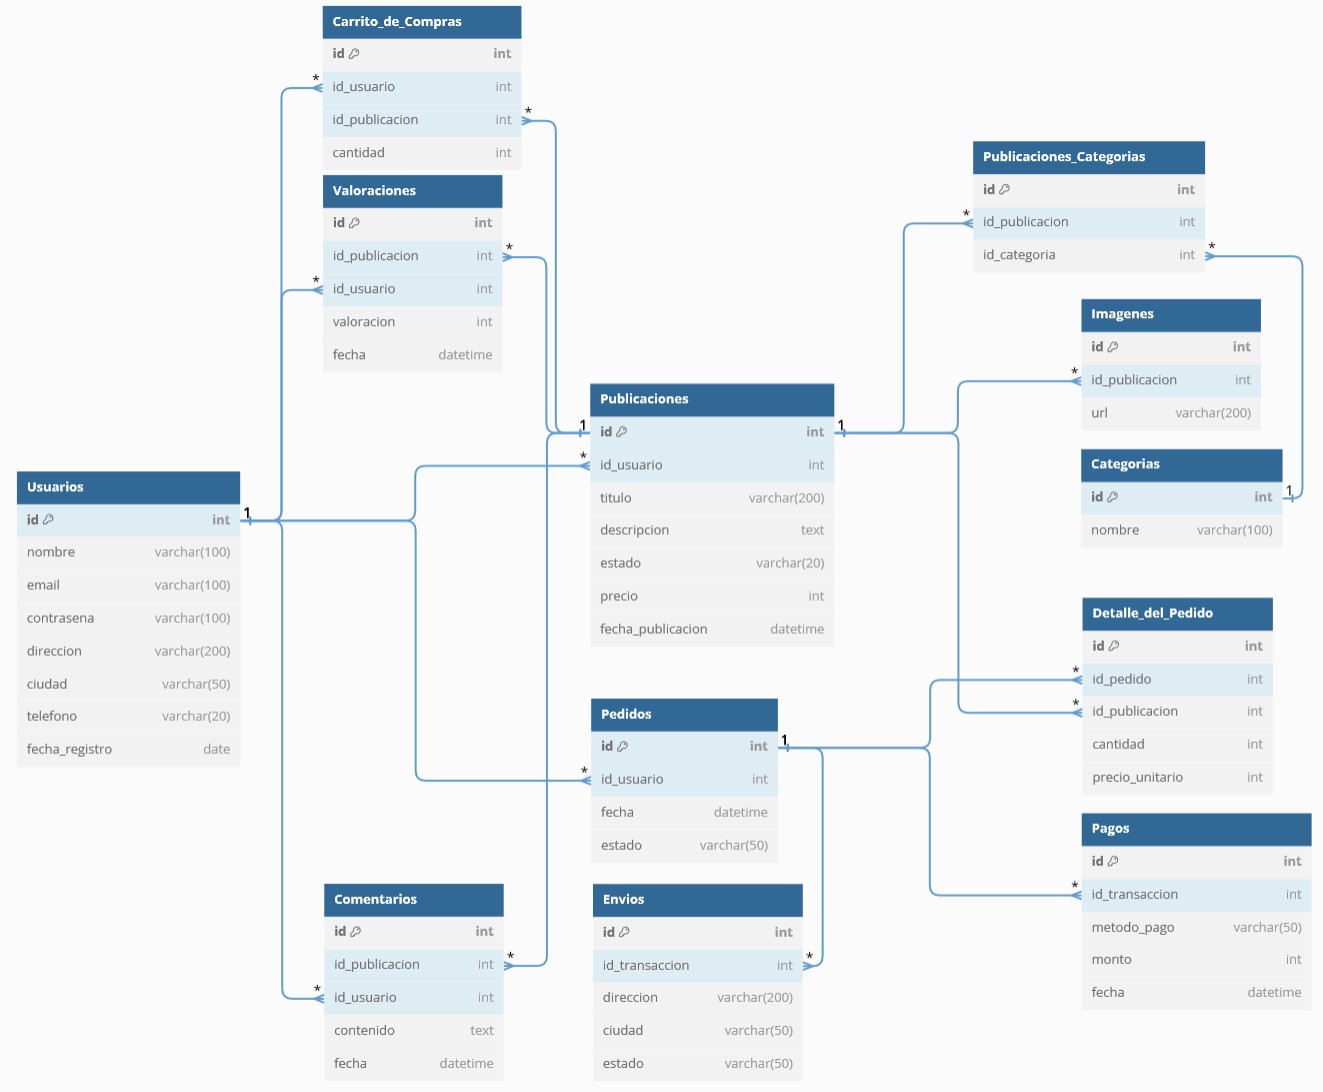 Carrito_de_Compras
id int
* id_usuario int
id_publicacion int *
cantidad int
Valoraciones
id int
id_publicacion int *
* id_usuario int
valoracion int
fecha datetime
Usuarios
id int 1
nombre varchar(100)
email varchar(100)
contrasena varchar(100)
direccion varchar(200)
ciudad varchar(50)
telefono varchar(20)
fecha_registro date
Publicaciones
1 id int 1
* id_usuario int
titulo varchar(200)
descripcion text
estado varchar(20)
precio int
fecha_publicacion datetime
Pedidos
id int 1
* id_usuario int
fecha datetime
estado varchar(50)
Comentarios
id int
id_publicacion int *
* id_usuario int
contenido text
fecha datetime
Envios
id int
id_transaccion int *
direccion varchar(200)
ciudad varchar(50)
estado varchar(50)
Publicaciones_Categorias
id int
* id_publicacion int
id_categoria int *
Imagenes
id int
* id_publicacion int
url varchar(200)
Categorias
id int 1
nombre varchar(100)
Detalle_del_Pedido
id int
* id_pedido int
* id_publicacion int
cantidad int
precio_unitario int
Pagos
id int
* id_transaccion int
metodo_pago varchar(50)
monto int
fecha datetime